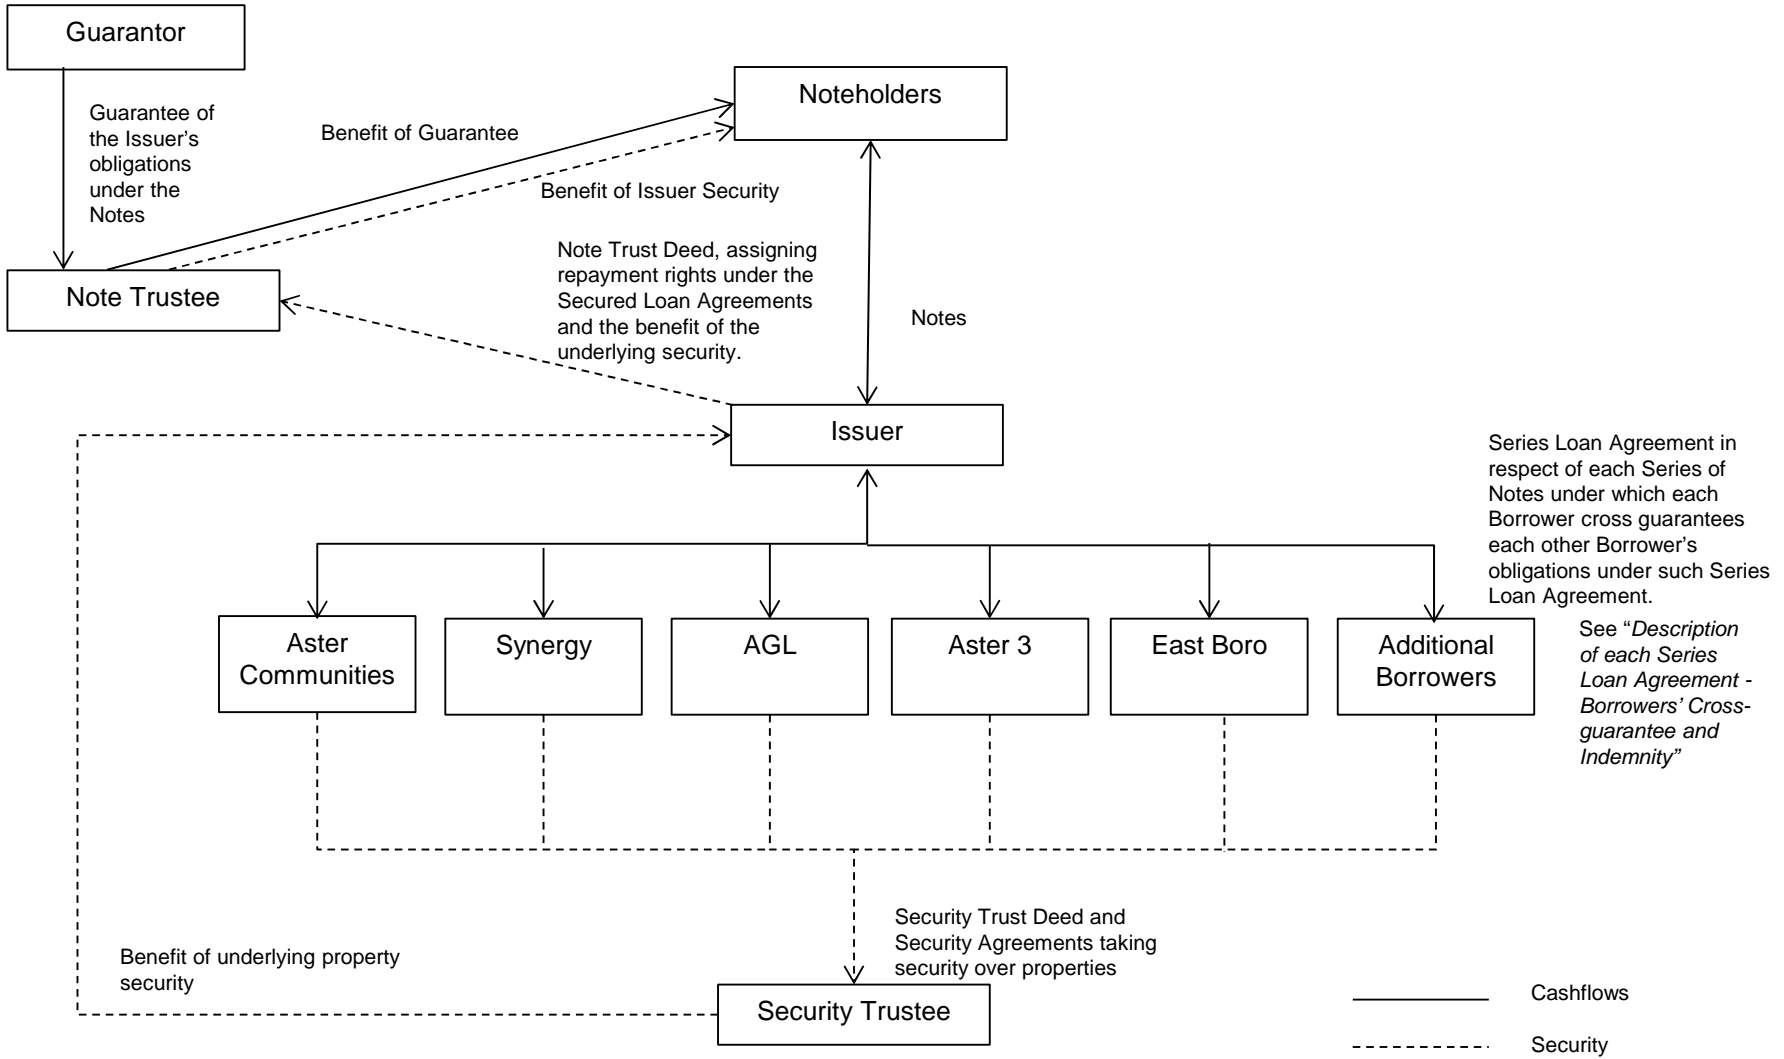 Guarantor
Guarantee of
the Issuer’s
obligations
under the
Notes
Benefit of Guarantee
Noteholders
Benefit of Issuer Security
Note Trustee
Note Trust Deed, assigning
repayment rights under the
Secured Loan Agreements
and the benefit of the
underlying security.
Notes
Issuer
Series Loan Agreement in
respect of each Series of
Notes under which each
Borrower cross guarantees
each other Borrower’s
obligations under such Series
Loan Agreement.
See “Description
of each Series
Loan Agreement -
Borrowers’ Cross-
guarantee and
Indemnity”
Aster
Communities
Synergy
AGL
Aster 3
East Boro
Additional
Borrowers
Benefit of underlying property
security
Security Trust Deed and
Security Agreements taking
security over properties
Security Trustee
Cashflows
Security